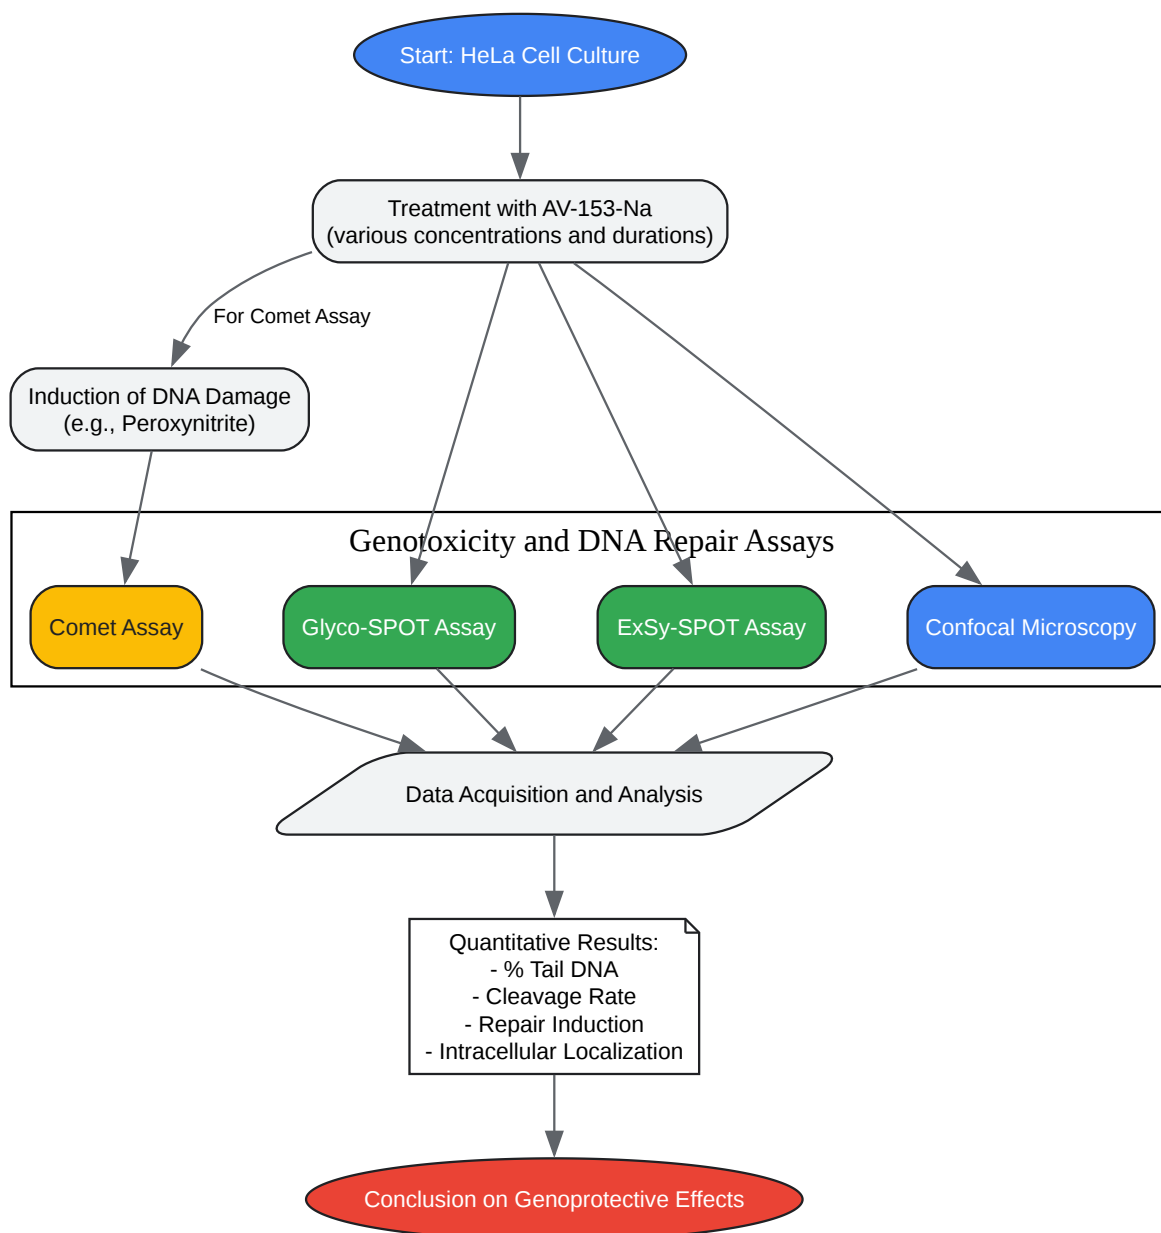 Start: HeLa Cell Culture
Treatment with AV-153-Na
(various concentrations and durations)
For Comet Assay
Induction of DNA Damage
(e.g., Peroxynitrite)
Genotoxicity and DNA Repair Assays
Comet Assay
Glyco-SPOT Assay
ExSy-SPOT Assay
Confocal Microscopy
Data Acquisition and Analysis
Quantitative Results:
- % Tail DNA
- Cleavage Rate
- Repair Induction
- Intracellular Localization
Conclusion on Genoprotective Effects